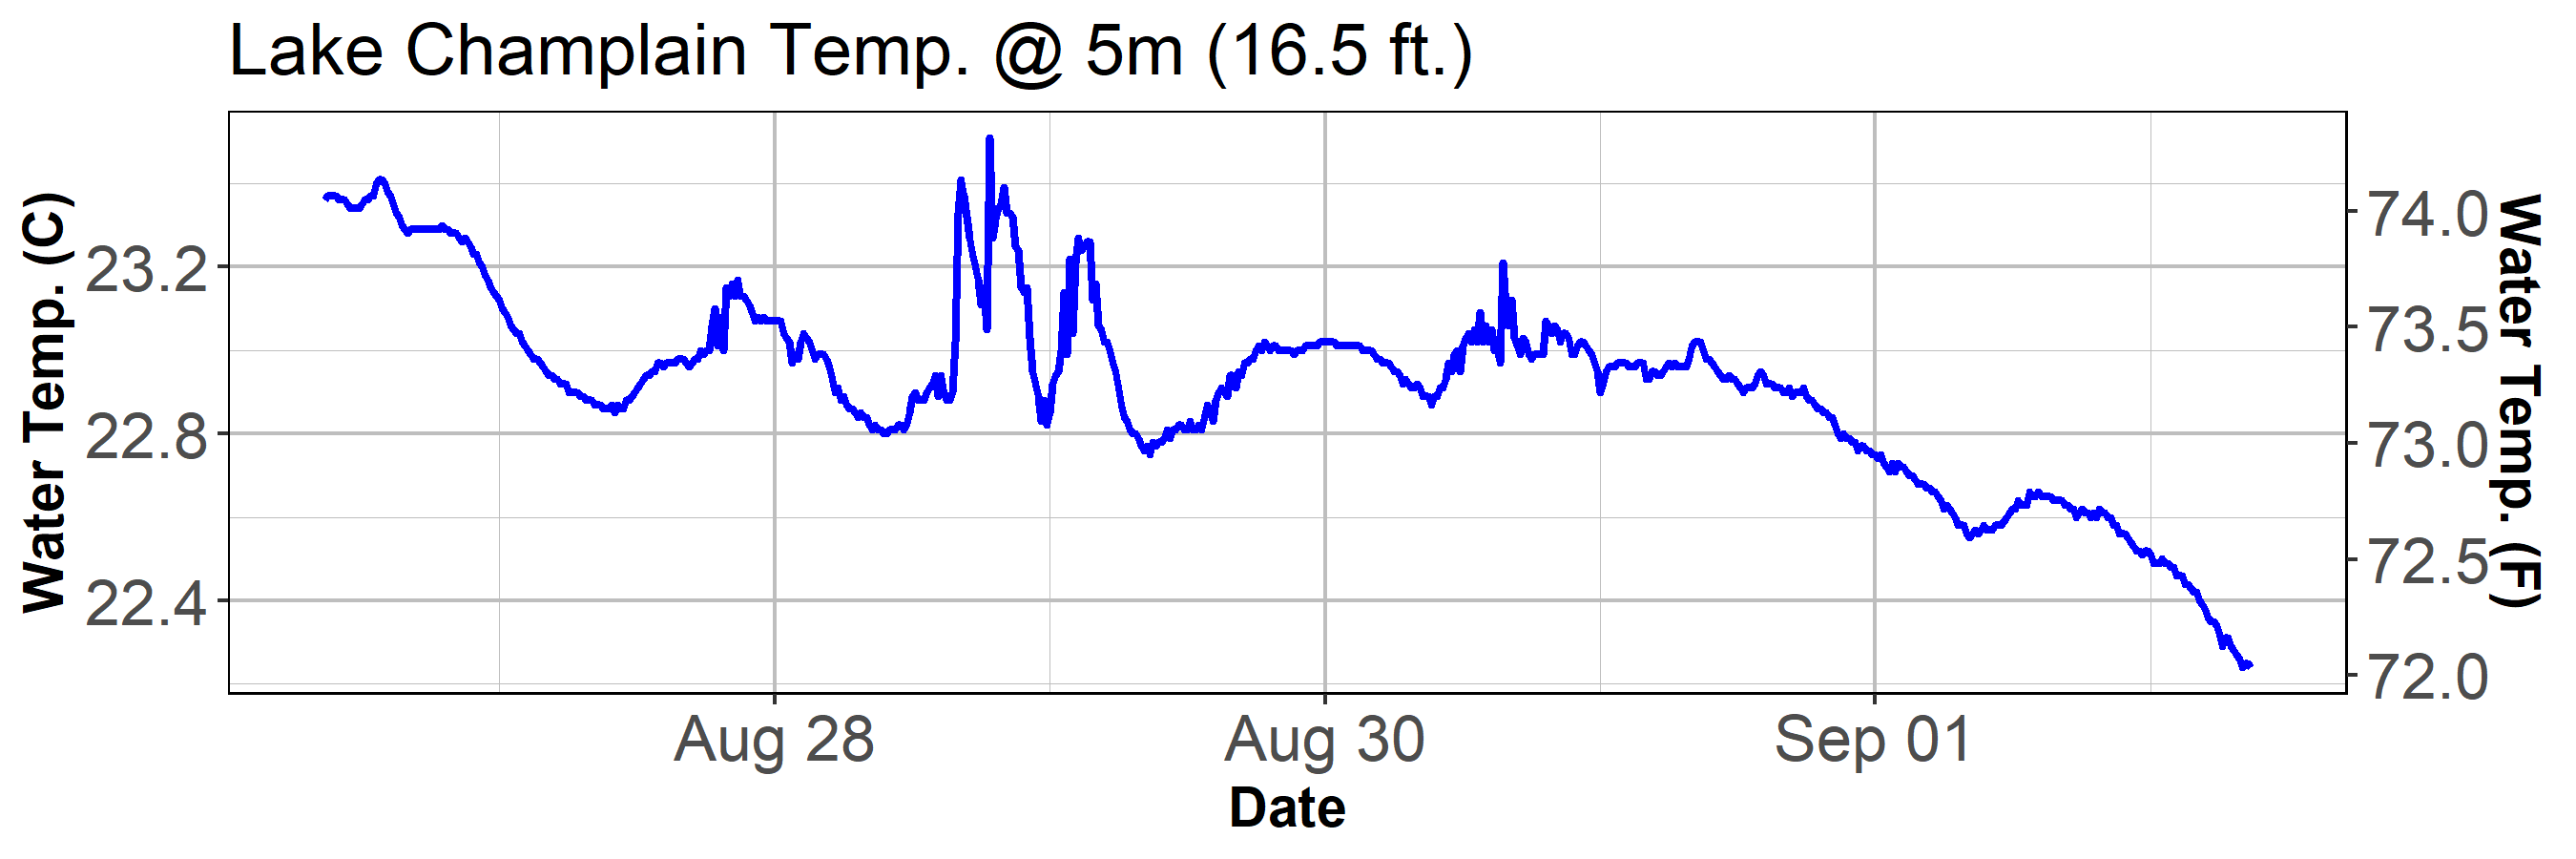 Lake Champlain Temp. @ 5m (16.5 ft.)
Water Temp. (C)
23.2
22.8
22.4
74.0
73.5
73.0
72.5
72.0
Water Temp. (F)
Aug 28
Aug 30
Sep 01
Date